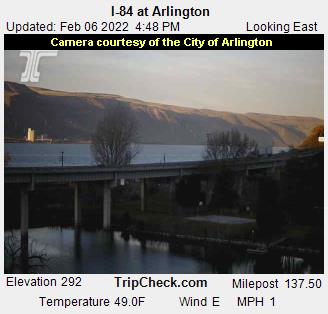 I-84 at Arlington
Updated: Feb 06 2022 4:48 PM Looking East
Camera courtesy of the City of Arlington
Elevation 292 TripCheck.com Milepost 137.50
Temperature 49.0F Wind E MPH 1